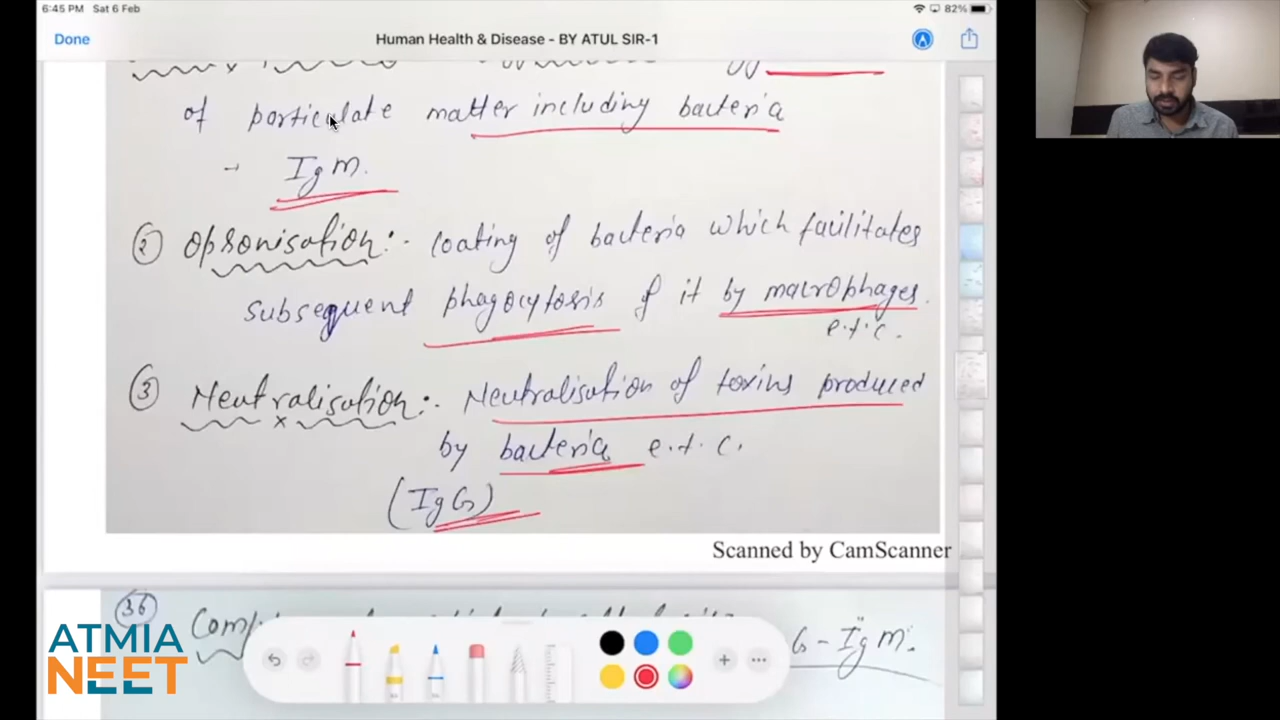 6:45 PM Sat 6 Feb
82%
Done
Human Health & Disease - BY ATUL SIR-1
of particulate matter including bacteria
→ IgM.
② Opsonisation:- Coating of bacteria which failitates
subsequent phagocytosis of it by macrophages.
e.t.c.
③ Neutralisation:- Neutralisation of toxins produced
by bacteria e.t.c.
(IgG)
Scanned by CamScanner
36
IgM.
ATMIA
NEET